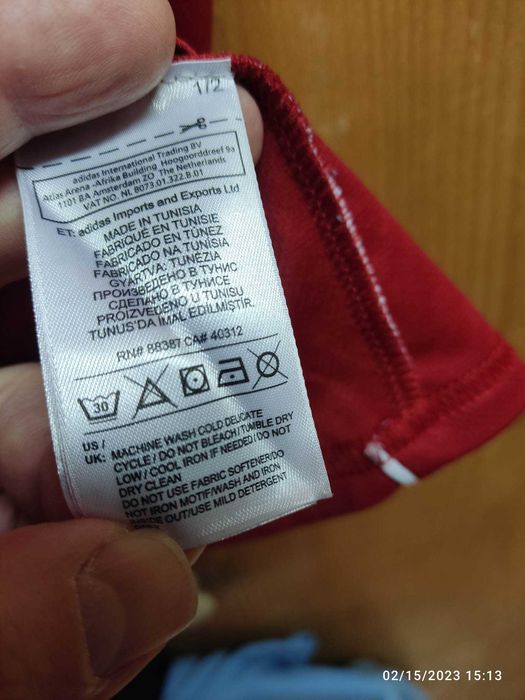 1/2
adidas International Trading BV
Atlas Arena -Afrika Building Hoogoorddreef 9a
1101 BA Amsterdam ZO The Netherlands
VAT NO. NL 8073.01.322.B.01
ET: adidas Imports and Exports Ltd
MADE IN TUNISIA
FABRIQUÉ EN TUNISIE
FABRICADO EN TÚNEZ
FABRICADO NA TUNÍSIA
GYÁRTVA: TUNÉZIA
ПРОИЗВЕДЕНО В ТУНИС
СДЕЛАНО В ТУНИСЕ
PROIZVEDENO U TUNISU
TUNUS'DA IMAL EDILMIŞTIR.
RN# 88387 CA# 40312
30
US / UK: MACHINE WASH COLD DELICATE
CYCLE / DO NOT BLEACH/TUMBLE DRY
LOW / COOL IRON IF NEEDED/DO NOT
DRY CLEAN
DO NOT USE FABRIC SOFTENER/DO
NOT IRON MOTIF/WASH AND IRON
INSIDE OUT/USE MILD DETERGENT
02/15/2023 15:13